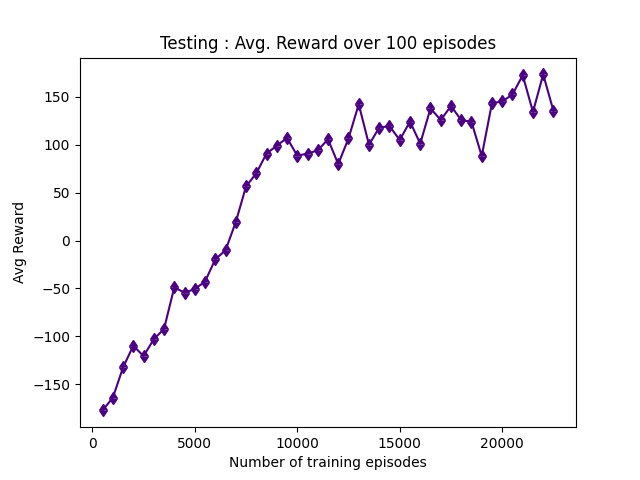 Testing : Avg. Reward over 100 episodes
150
100
50
0
−50
−100
−150
Avg Reward
0 5000 10000 15000 20000
Number of training episodes